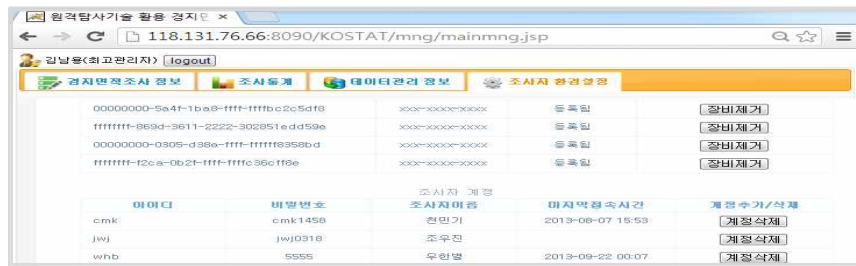 원격탐사기술 활용 경지면
118.131.76.66:8090/KOSTAT/mng/mainmng.jsp
김남용(최고관리자) logout
경지면적조사 정보 조사통계 데이터관리 정보 조사자 환경설정
00000000-5a4f-1ba8-ffff-ffffbc2c5df8 xxx-xxxx-xxxx 등록됨 장비제거
ffffffff-869d-3611-2222-302851edd59e xxx-xxxx-xxxx 등록됨 장비제거
00000000-0305-d38a-ffff-ffffff8358bd xxx-xxxx-xxxx 등록됨 장비제거
ffffffff-f2ca-0b2f-ffff-ffffc36cff6e xxx-xxxx-xxxx 등록됨 장비제거
조사자 계정
아이디 비밀번호 조사자이름 마지막접속시간 계정추가/삭제
cmk cmk1458 천민기 2013-08-07 15:53 계정삭제
jwj jwj0318 조우진 계정삭제
whb 5555 우한별 2013-09-22 00:07 계정삭제